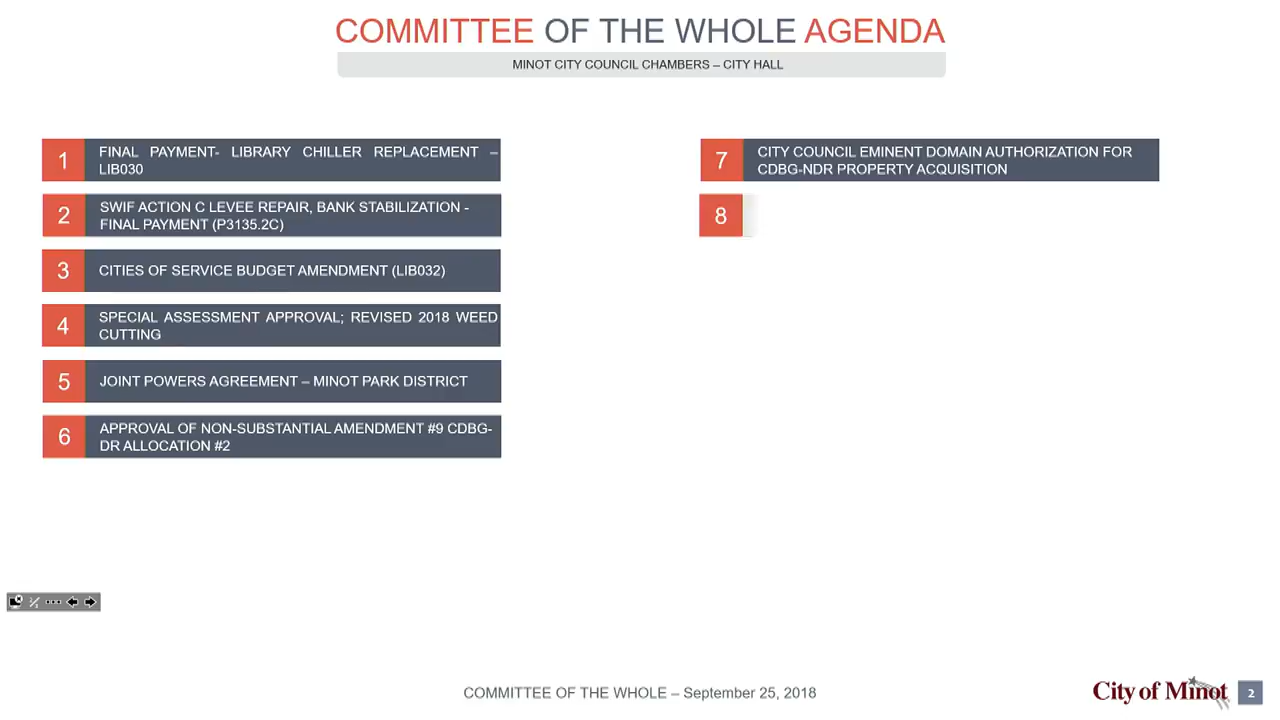 COMMITTEE OF THE WHOLE AGENDA
MINOT CITY COUNCIL CHAMBERS – CITY HALL
1
FINAL PAYMENT- LIBRARY CHILLER REPLACEMENT –
LIB030
2
SWIF ACTION C LEVEE REPAIR, BANK STABILIZATION -
FINAL PAYMENT (P3135.2C)
3
CITIES OF SERVICE BUDGET AMENDMENT (LIB032)
4
SPECIAL ASSESSMENT APPROVAL; REVISED 2018 WEED
CUTTING
5
JOINT POWERS AGREEMENT – MINOT PARK DISTRICT
6
APPROVAL OF NON-SUBSTANTIAL AMENDMENT #9 CDBG-
DR ALLOCATION #2
7
CITY COUNCIL EMINENT DOMAIN AUTHORIZATION FOR
CDBG-NDR PROPERTY ACQUISITION
8
COMMITTEE OF THE WHOLE – September 25, 2018
City of Minot
2